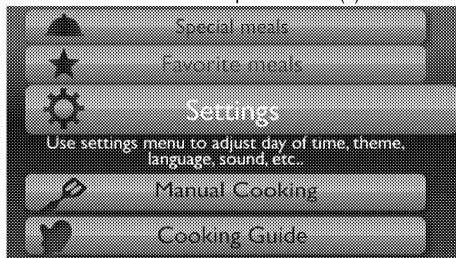 Special meals
Favorite meals
Settings
Use settings menu to adjust day of time, theme,
language, sound, etc..
Manual Cooking
Cooking Guide